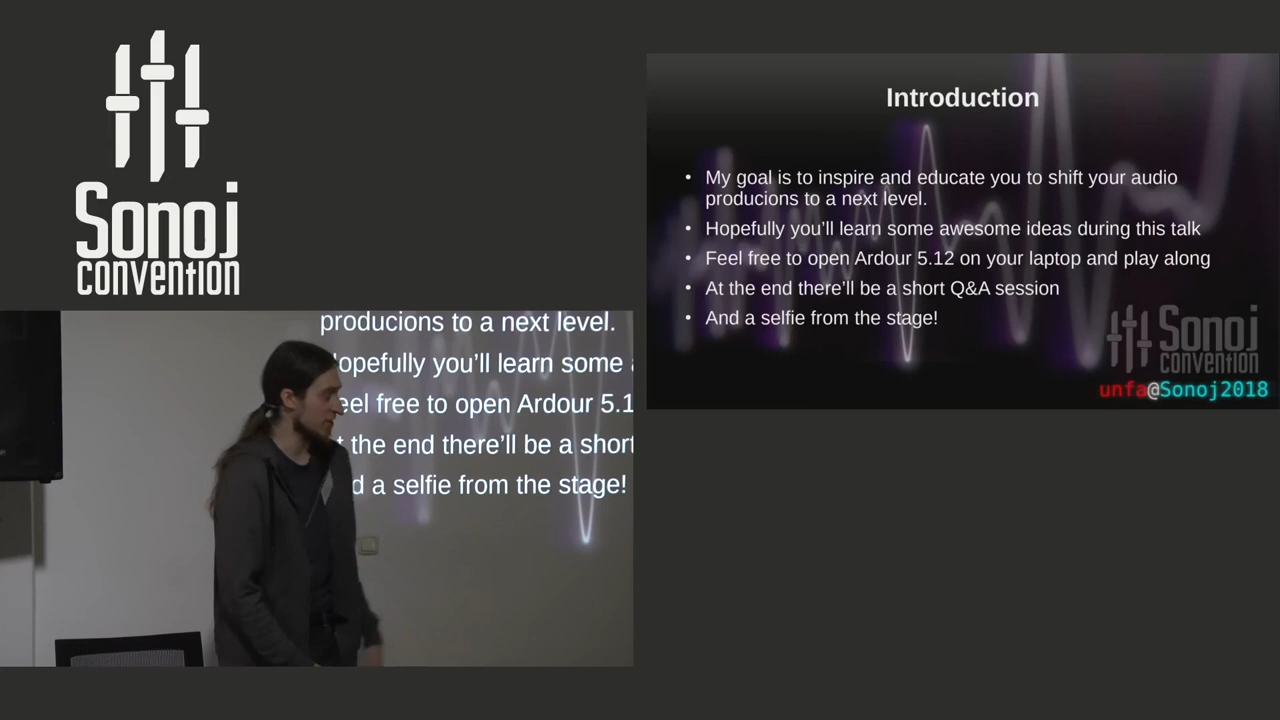 Sonoj
convention
Introduction
• My goal is to inspire and educate you to shift your audio
producions to a next level.
• Hopefully you'll learn some awesome ideas during this talk
• Feel free to open Ardour 5.12 on your laptop and play along
• At the end there'll be a short Q&A session
• And a selfie from the stage!
Sonoj
convention
unfa@Sonoj2018
producions to a next level.
opefully you'll learn some
eel free to open Ardour 5.1
t the end there'll be a short
d a selfie from the stage!